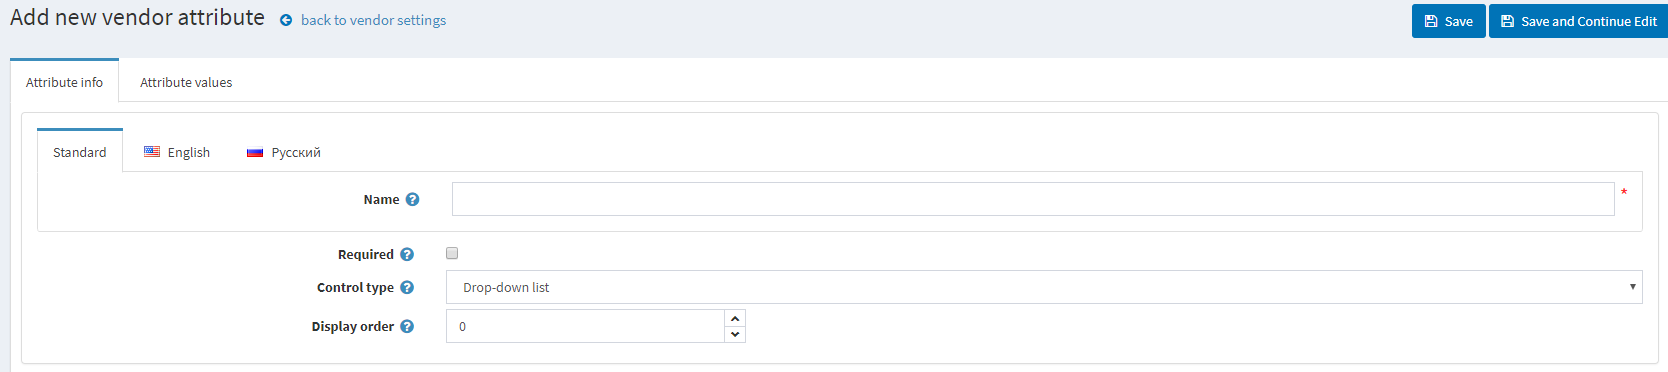 Add new vendor attribute back to vendor settings Save Save and Continue Edit
Attribute info Attribute values
Standard English Русский
Name *
Required
Control type Drop-down list
Display order 0